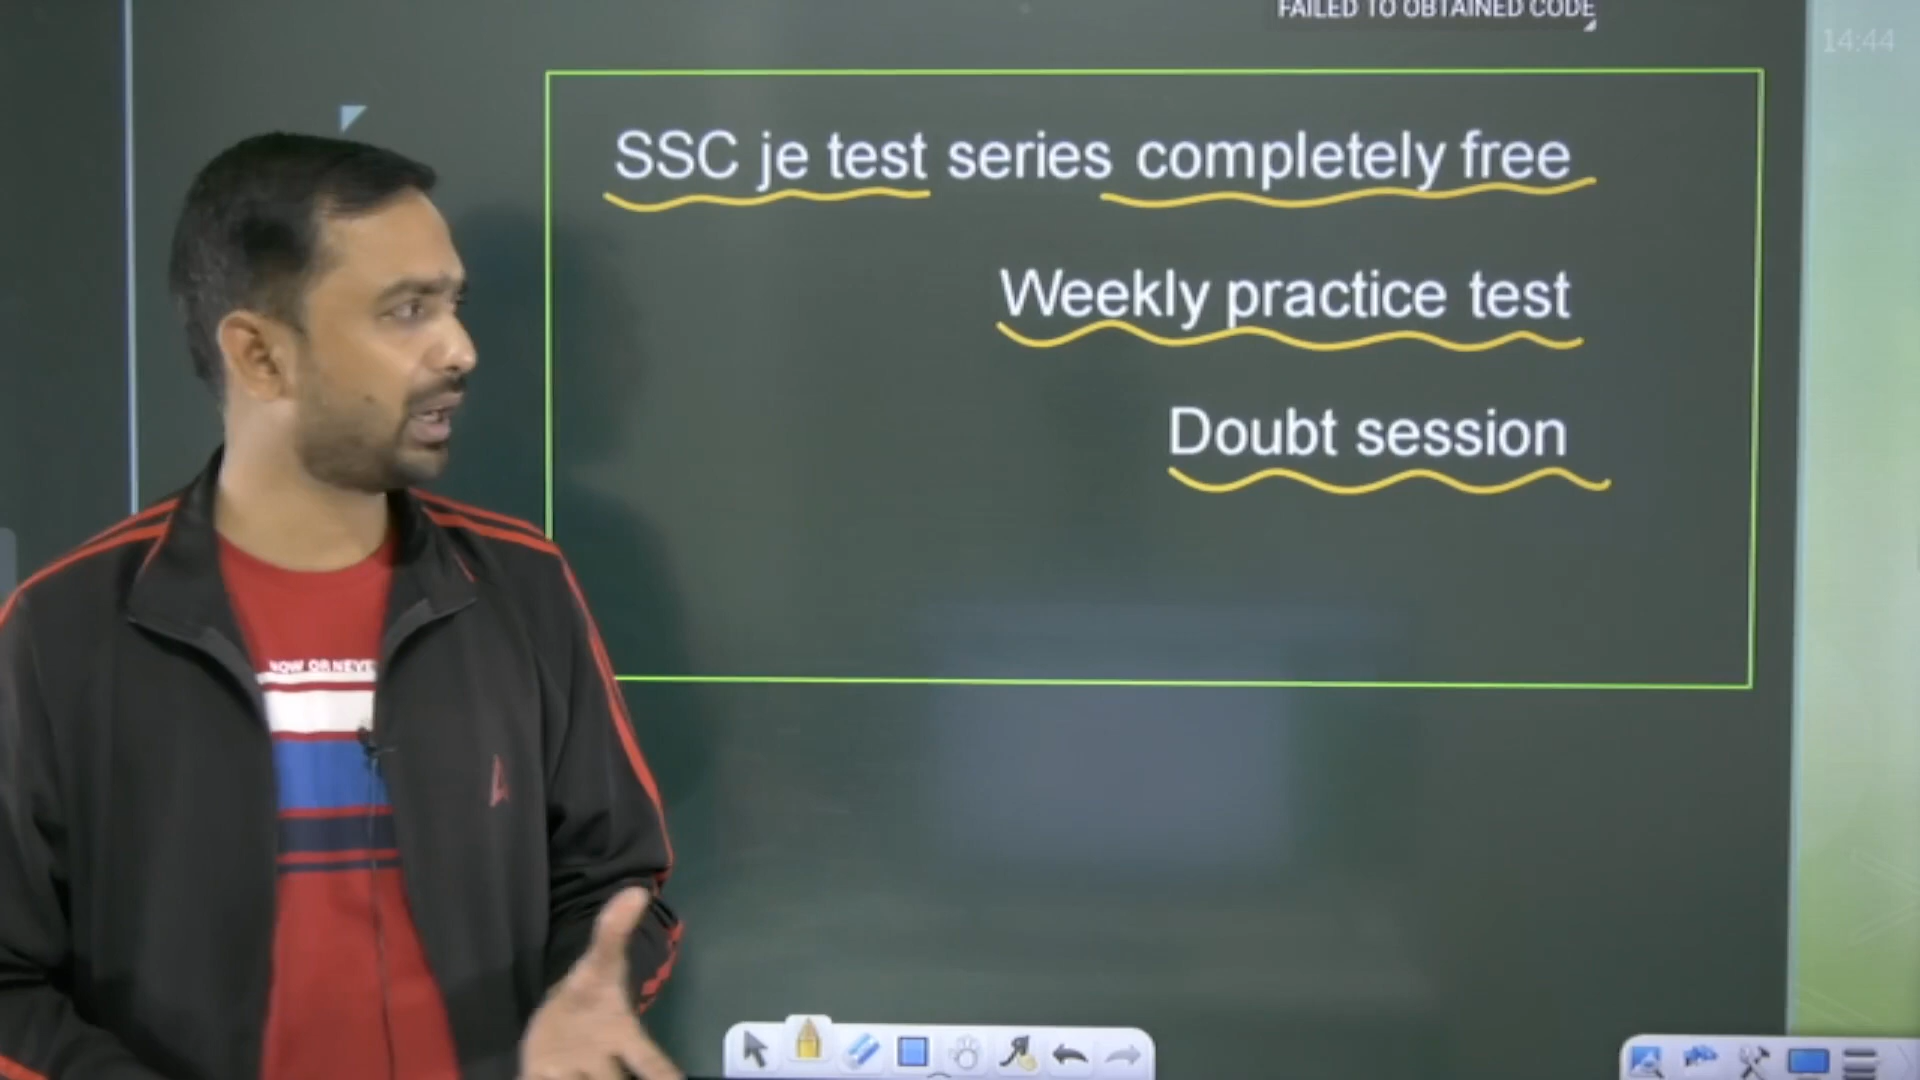 FAILED TO OBTAINED CODE
14:44
SSC je test series completely free
Weekly practice test
Doubt session
NOW OR NEVE